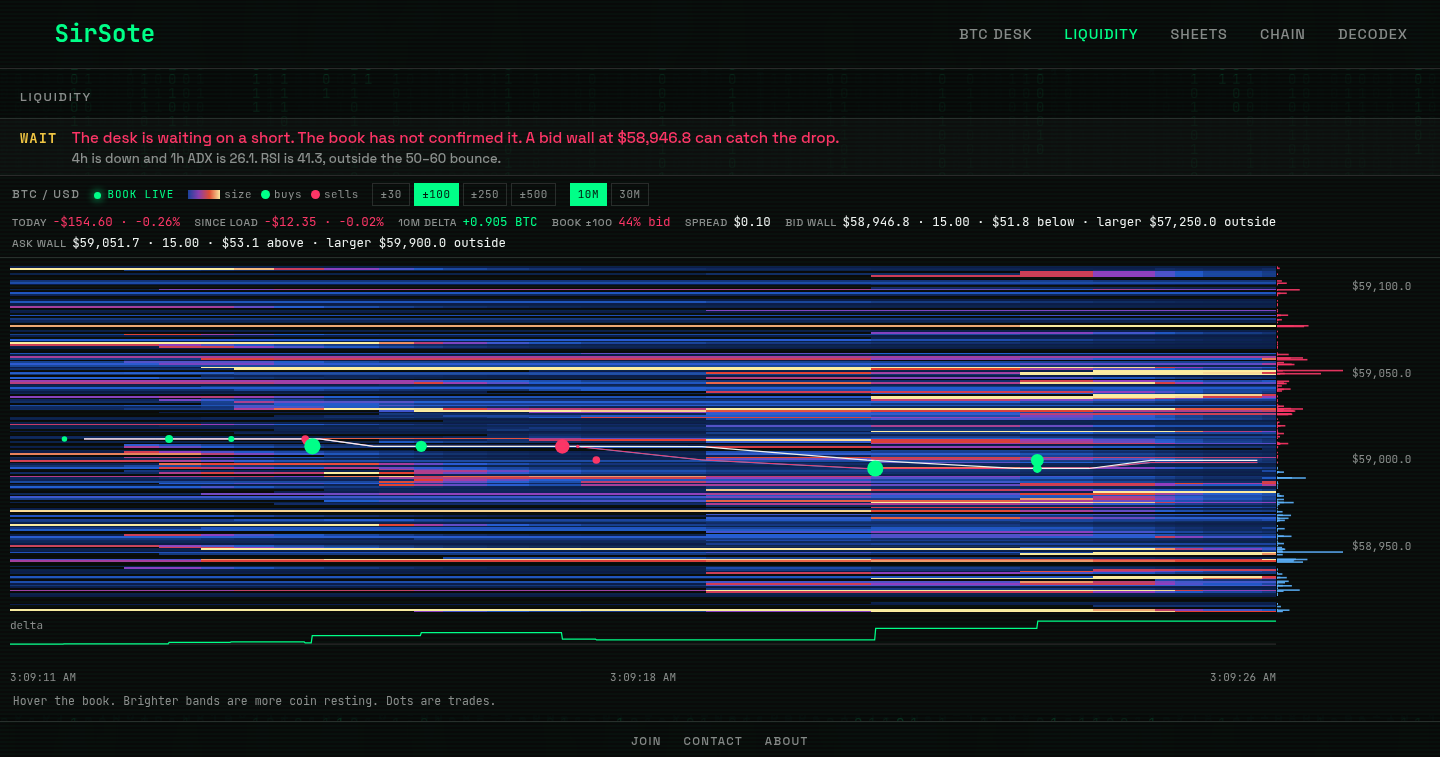 SirSote
BTC DESK LIQUIDITY SHEETS CHAIN DECODEX
LIQUIDITY
WAIT The desk is waiting on a short. The book has not confirmed it. A bid wall at $58,946.8 can catch the drop.
4h is down and 1h ADX is 26.1. RSI is 41.3, outside the 50–60 bounce.
BTC / USD BOOK LIVE size buys sells ±30 ±100 ±250 ±500 10M 30M
TODAY -$154.60 · -0.26% SINCE LOAD -$12.35 · -0.02% 10M DELTA +0.905 BTC BOOK ±100 44% bid SPREAD $0.10 BID WALL $58,946.8 · 15.00 · $51.8 below · larger $57,250.0 outside
ASK WALL $59,051.7 · 15.00 · $53.1 above · larger $59,900.0 outside
$59,100.0
$59,050.0
$59,000.0
$58,950.0
delta
3:09:11 AM 3:09:18 AM 3:09:26 AM
Hover the book. Brighter bands are more coin resting. Dots are trades.
JOIN CONTACT ABOUT